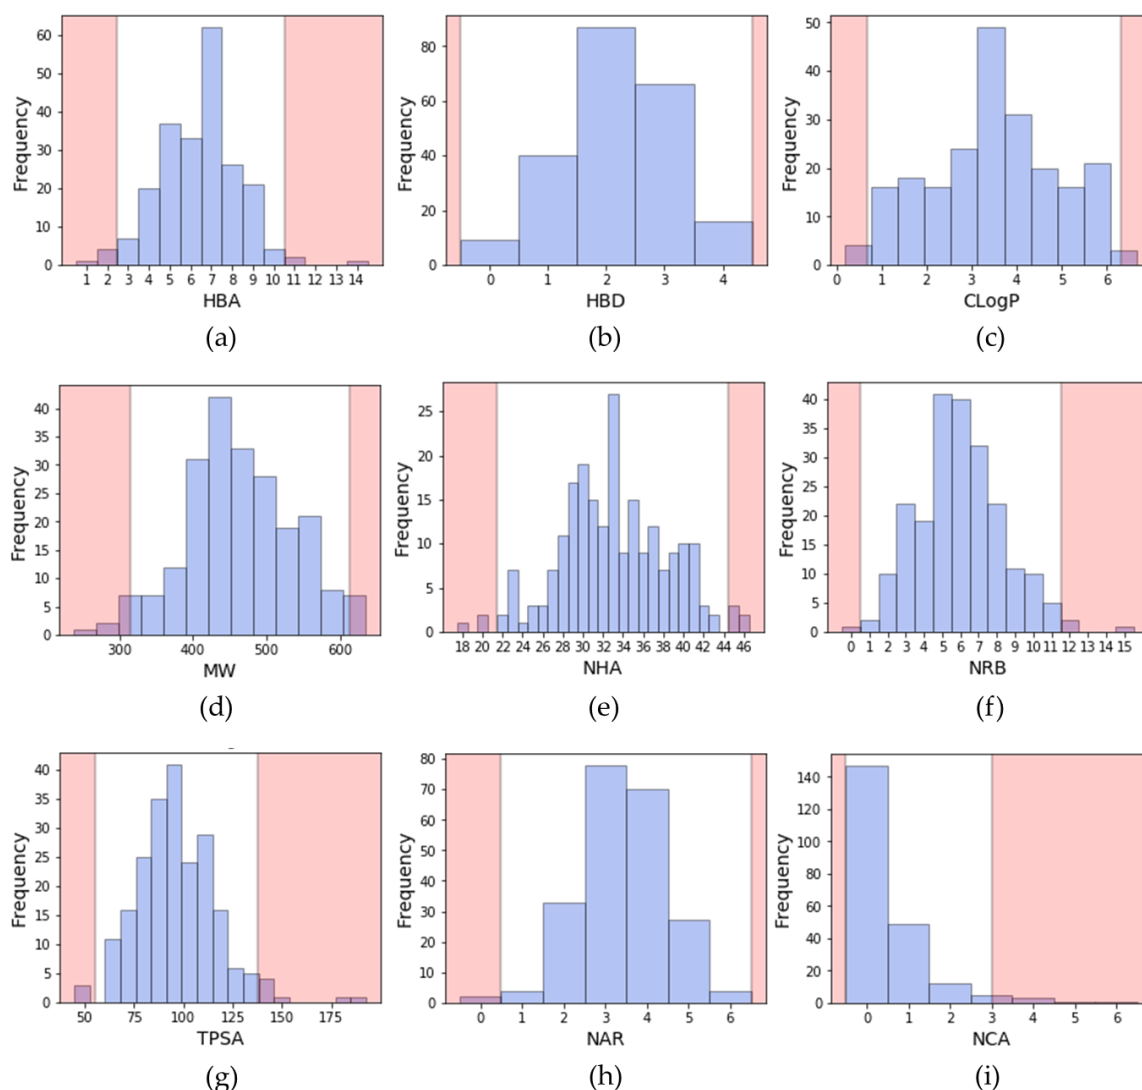 60
50
40
30
20
10
0
Frequency
1 2 3 4 5 6 7 8 9 10 11 12 13 14
HBA
(a)
80
60
40
20
0
Frequency
0 1 2 3 4
HBD
(b)
50
40
30
20
10
0
Frequency
0 1 2 3 4 5 6
CLogP
(c)
40
35
30
25
20
15
10
5
0
Frequency
300 400 500 600
MW
(d)
25
20
15
10
5
0
Frequency
18 20 22 24 26 28 30 32 34 36 38 40 42 44 46
NHA
(e)
40
35
30
25
20
15
10
5
0
Frequency
0 1 2 3 4 5 6 7 8 9 10 11 12 13 14 15
NRB
(f)
40
35
30
25
20
15
10
5
0
Frequency
50 75 100 125 150 175
TPSA
(g)
80
70
60
50
40
30
20
10
0
Frequency
0 1 2 3 4 5 6
NAR
(h)
140
120
100
80
60
40
20
0
Frequency
0 1 2 3 4 5 6
NCA
(i)